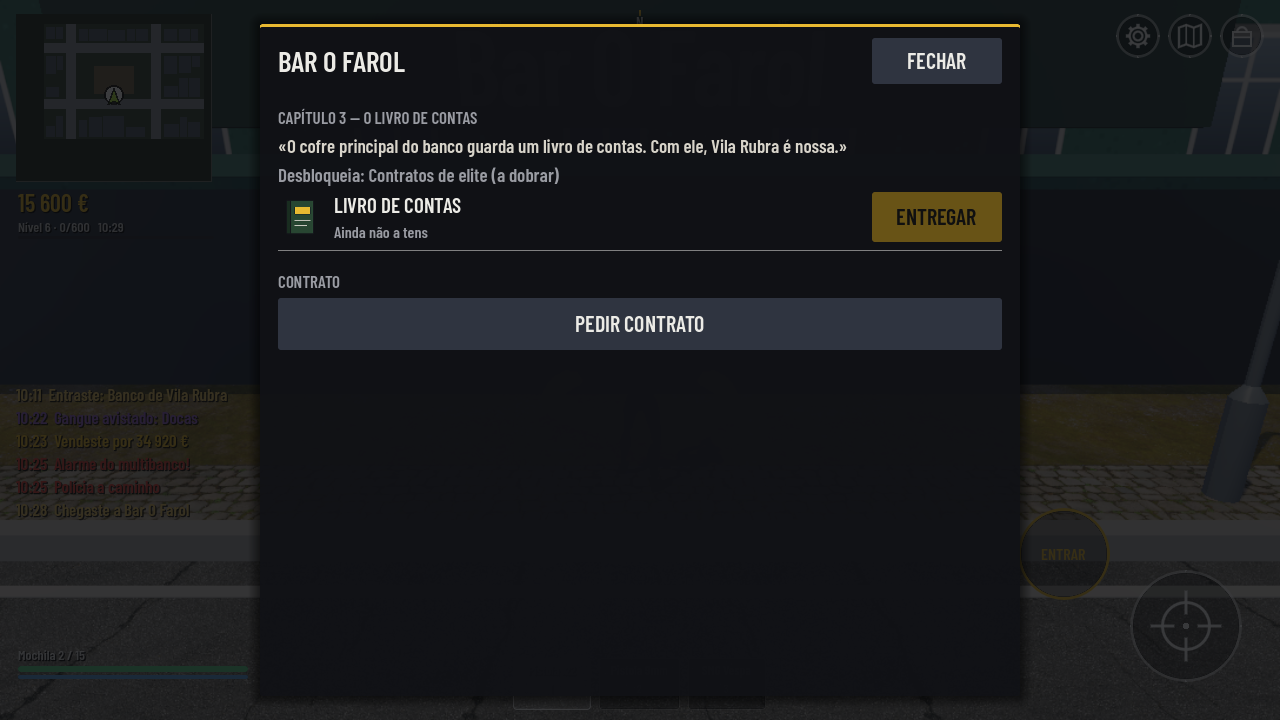 BAR O FAROL
FECHAR
CAPÍTULO 3 — O LIVRO DE CONTAS
«O cofre principal do banco guarda um livro de contas. Com ele, Vila Rubra é nossa.»
Desbloqueia: Contratos de elite (a dobrar)
LIVRO DE CONTAS
Ainda não a tens
ENTREGAR
CONTRATO
PEDIR CONTRATO
15 600 €
Nível 6 · 0/600 10:29
10:11 Entraste: Banco de Vila Rubra
10:22 Gangue avistado: Docas
10:23 Vendeste por 34 920 €
10:25 Alarme do multibanco!
10:25 Polícia a caminho
10:28 Chegaste a Bar O Farol
ENTRAR
Mochila 2 / 15